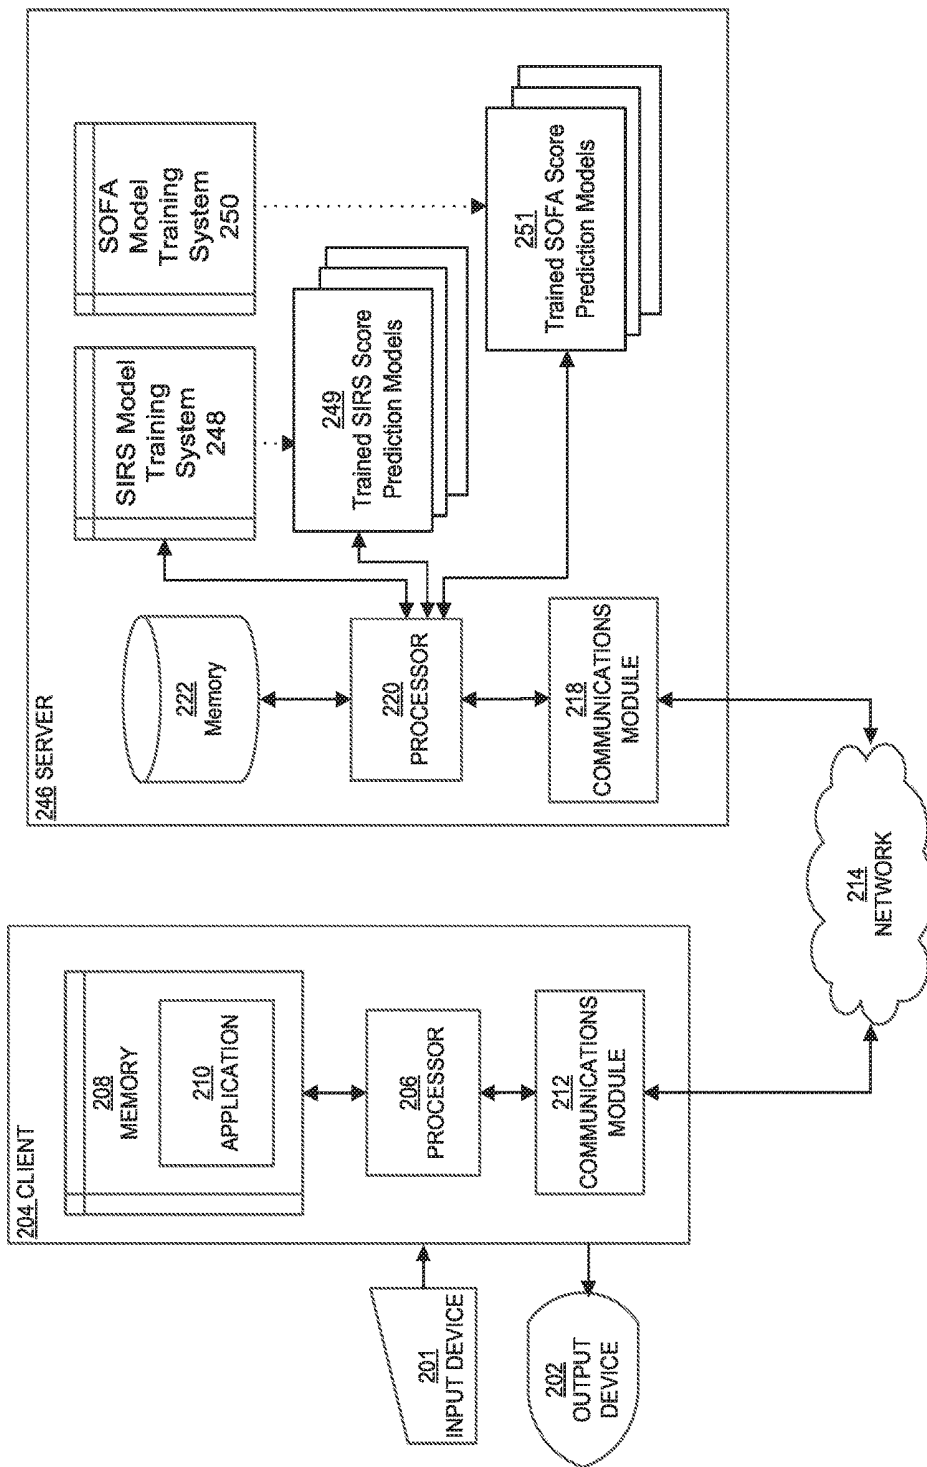 204 CLIENT
208
MEMORY
210
APPLICATION
206
PROCESSOR
212
COMMUNICATIONS
MODULE
201
INPUT DEVICE
202
OUTPUT
DEVICE
214
NETWORK
246 SERVER
222
Memory
220
PROCESSOR
218
COMMUNICATIONS
MODULE
SIRS Model
Training
System
248
SOFA
Model
Training
System
250
249
Trained SIRS Score
Prediction Models
251
Trained SOFA Score
Prediction Models